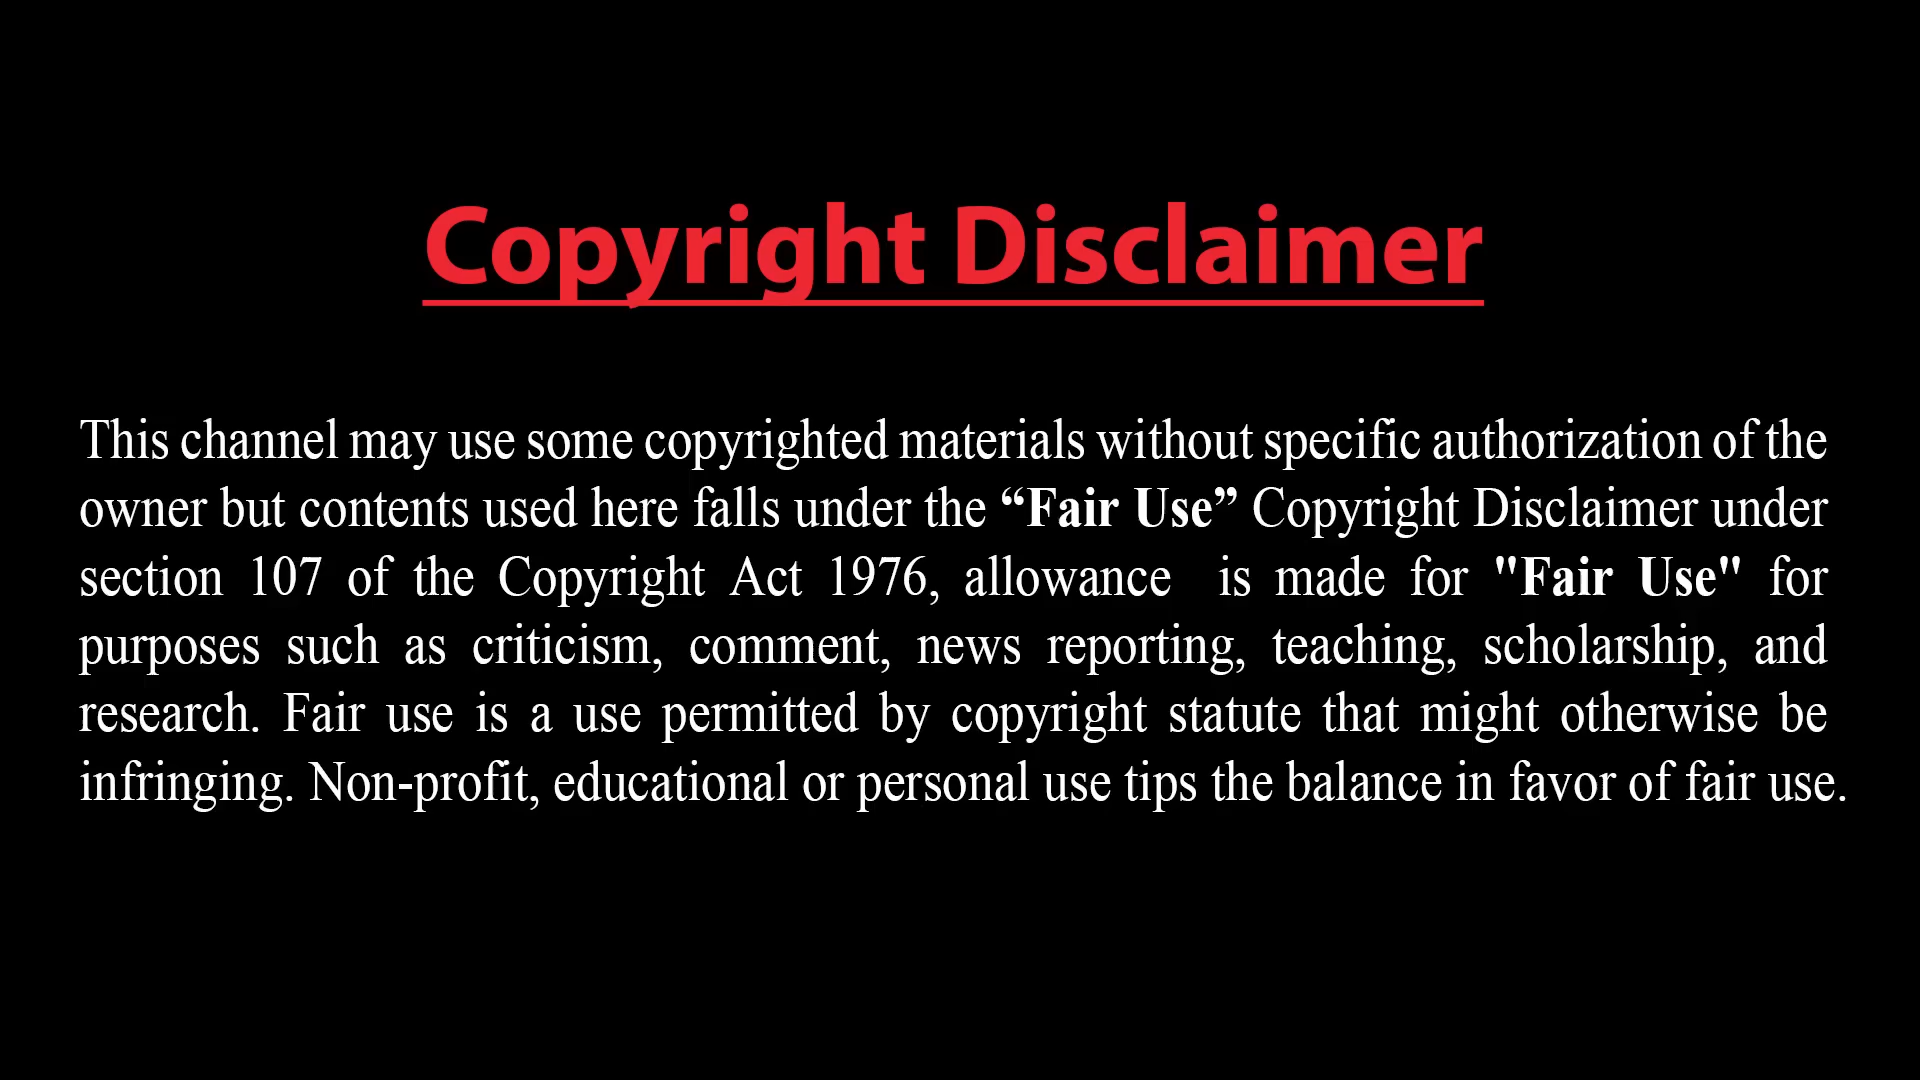 Copyright Disclaimer
This channel may use some copyrighted materials without specific authorization of the
owner but contents used here falls under the “Fair Use” Copyright Disclaimer under
section 107 of the Copyright Act 1976, allowance  is made for "Fair Use" for
purposes such as criticism, comment, news reporting, teaching, scholarship, and
research. Fair use is a use permitted by copyright statute that might otherwise be
infringing. Non-profit, educational or personal use tips the balance in favor of fair use.